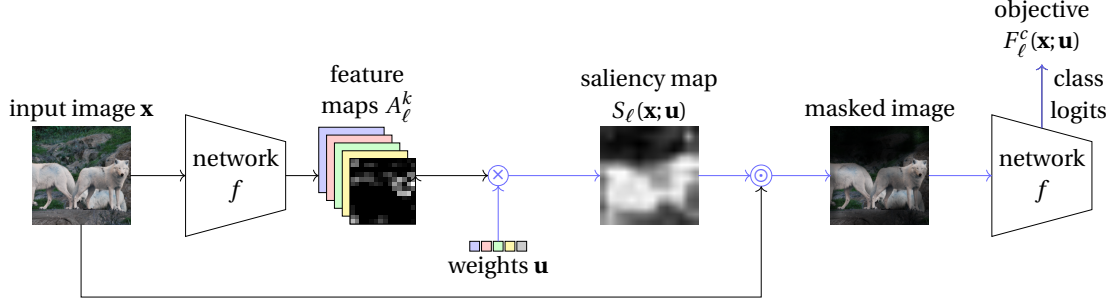 input image x
network
f
feature
maps A_ℓ^k
⊗
weights u
saliency map
S_ℓ(x; u)
⊙
masked image
network
f
class
logits
objective
F_ℓ^c(x; u)